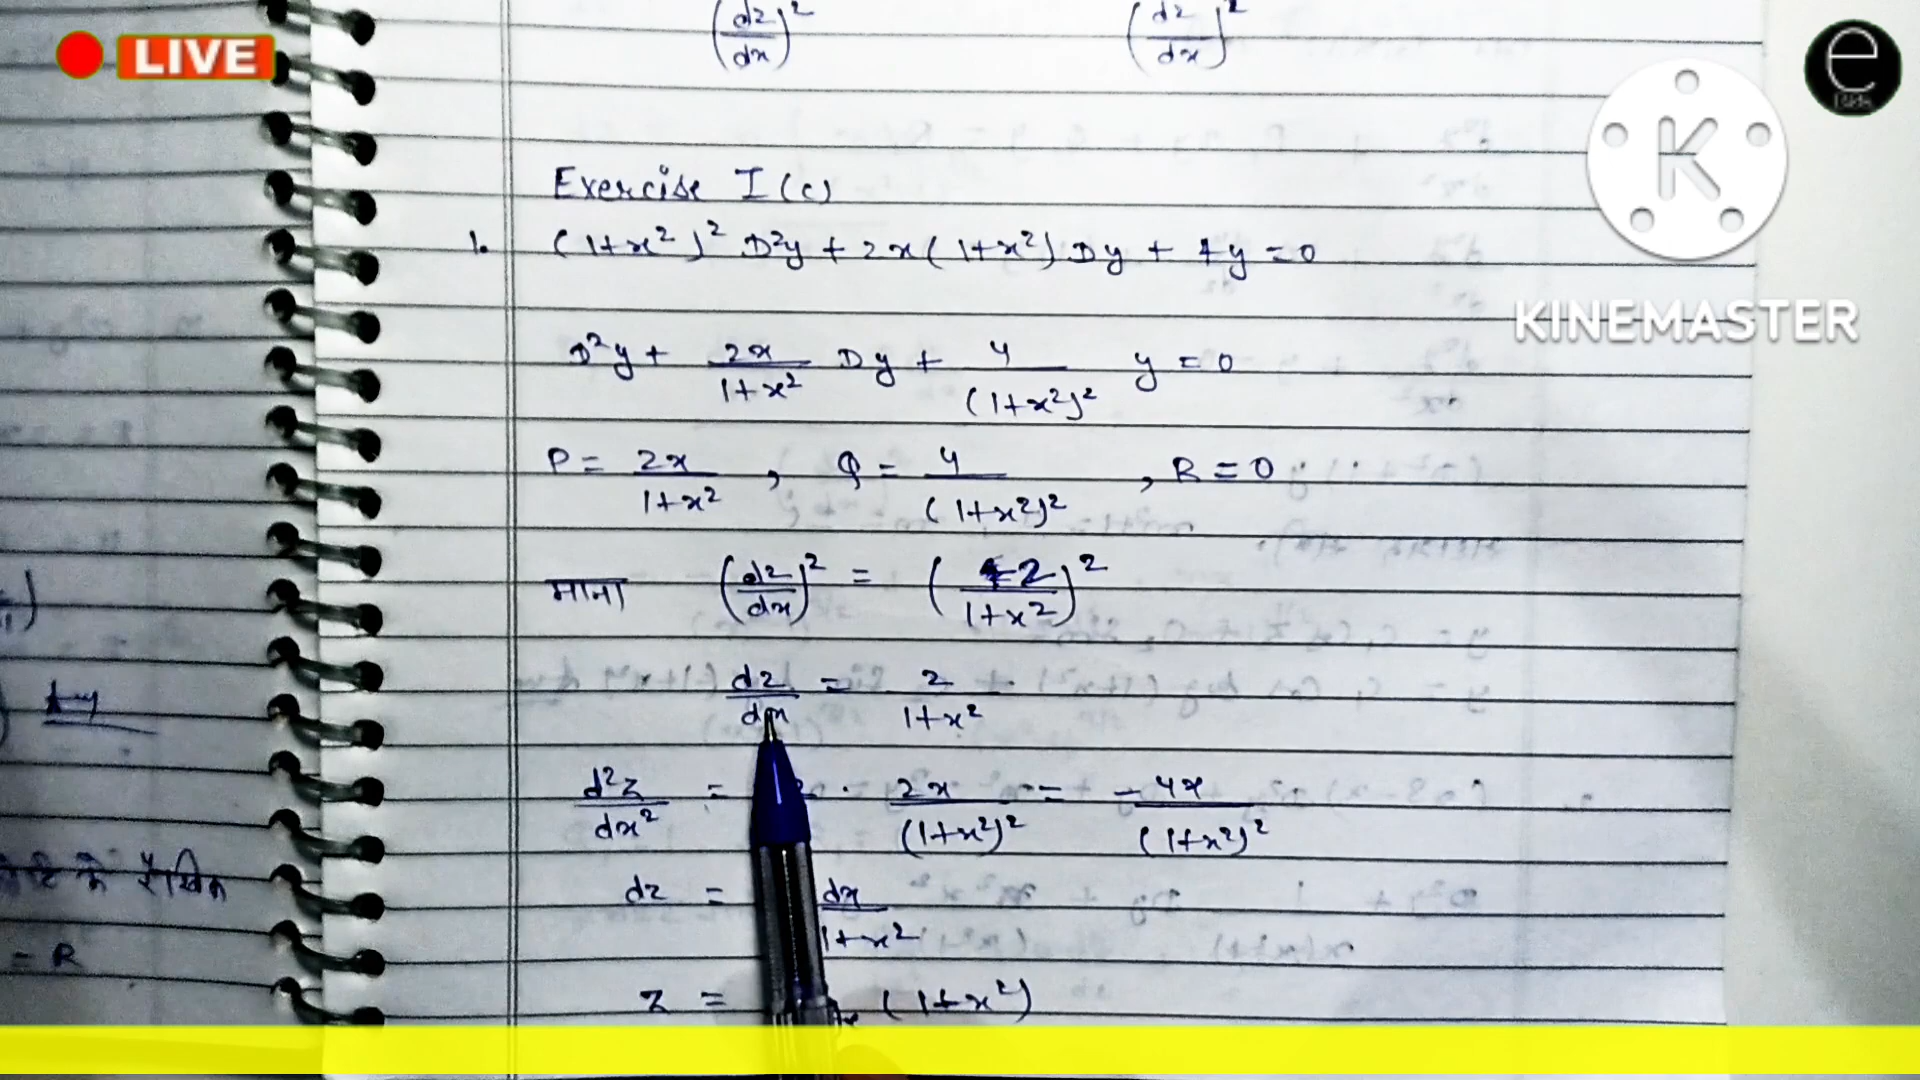 (dz/dx)² (dz/dx)²
LIVE
e
KINEMASTER
Exercise I (c)
1. (1+x²)² D²y + 2x(1+x²) Dy + 4y = 0
D²y + 2x/(1+x²) Dy + 4/(1+x²)² y = 0
P = 2x/(1+x²) , Q = 4/(1+x²)² , R = 0
माना (dz/dx)² = (2/(1+x²))²
dz/dx = 2/(1+x²)
d²z/dx² = · 2x/(1+x²)² = -4x/(1+x²)²
dz = dx/(1+x²)
z = (1+x²)
के रैखिक
= R